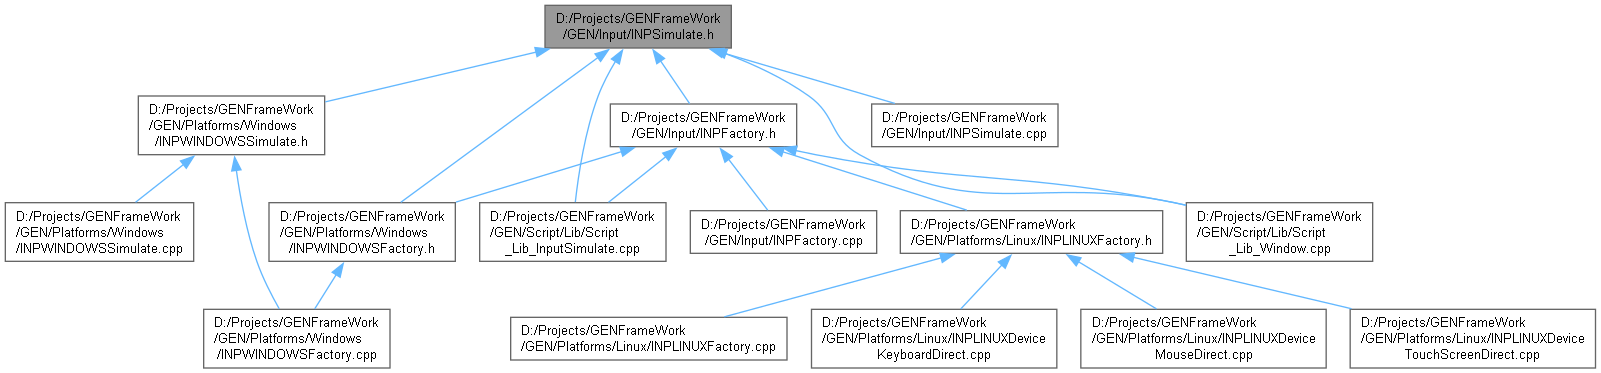 D:/Projects/GENFrameWork
/GEN/Input/INPSimulate.h
D:/Projects/GENFrameWork
/GEN/Platforms/Windows
/INPWINDOWSSimulate.h
D:/Projects/GENFrameWork
/GEN/Input/INPFactory.h
D:/Projects/GENFrameWork
/GEN/Input/INPSimulate.cpp
D:/Projects/GENFrameWork
/GEN/Platforms/Windows
/INPWINDOWSSimulate.cpp
D:/Projects/GENFrameWork
/GEN/Platforms/Windows
/INPWINDOWSFactory.h
D:/Projects/GENFrameWork
/GEN/Script/Lib/Script
_Lib_InputSimulate.cpp
D:/Projects/GENFrameWork
/GEN/Input/INPFactory.cpp
D:/Projects/GENFrameWork
/GEN/Platforms/Linux/INPLINUXFactory.h
D:/Projects/GENFrameWork
/GEN/Script/Lib/Script
_Lib_Window.cpp
D:/Projects/GENFrameWork
/GEN/Platforms/Windows
/INPWINDOWSFactory.cpp
D:/Projects/GENFrameWork
/GEN/Platforms/Linux/INPLINUXFactory.cpp
D:/Projects/GENFrameWork
/GEN/Platforms/Linux/INPLINUXDevice
KeyboardDirect.cpp
D:/Projects/GENFrameWork
/GEN/Platforms/Linux/INPLINUXDevice
MouseDirect.cpp
D:/Projects/GENFrameWork
/GEN/Platforms/Linux/INPLINUXDevice
TouchScreenDirect.cpp